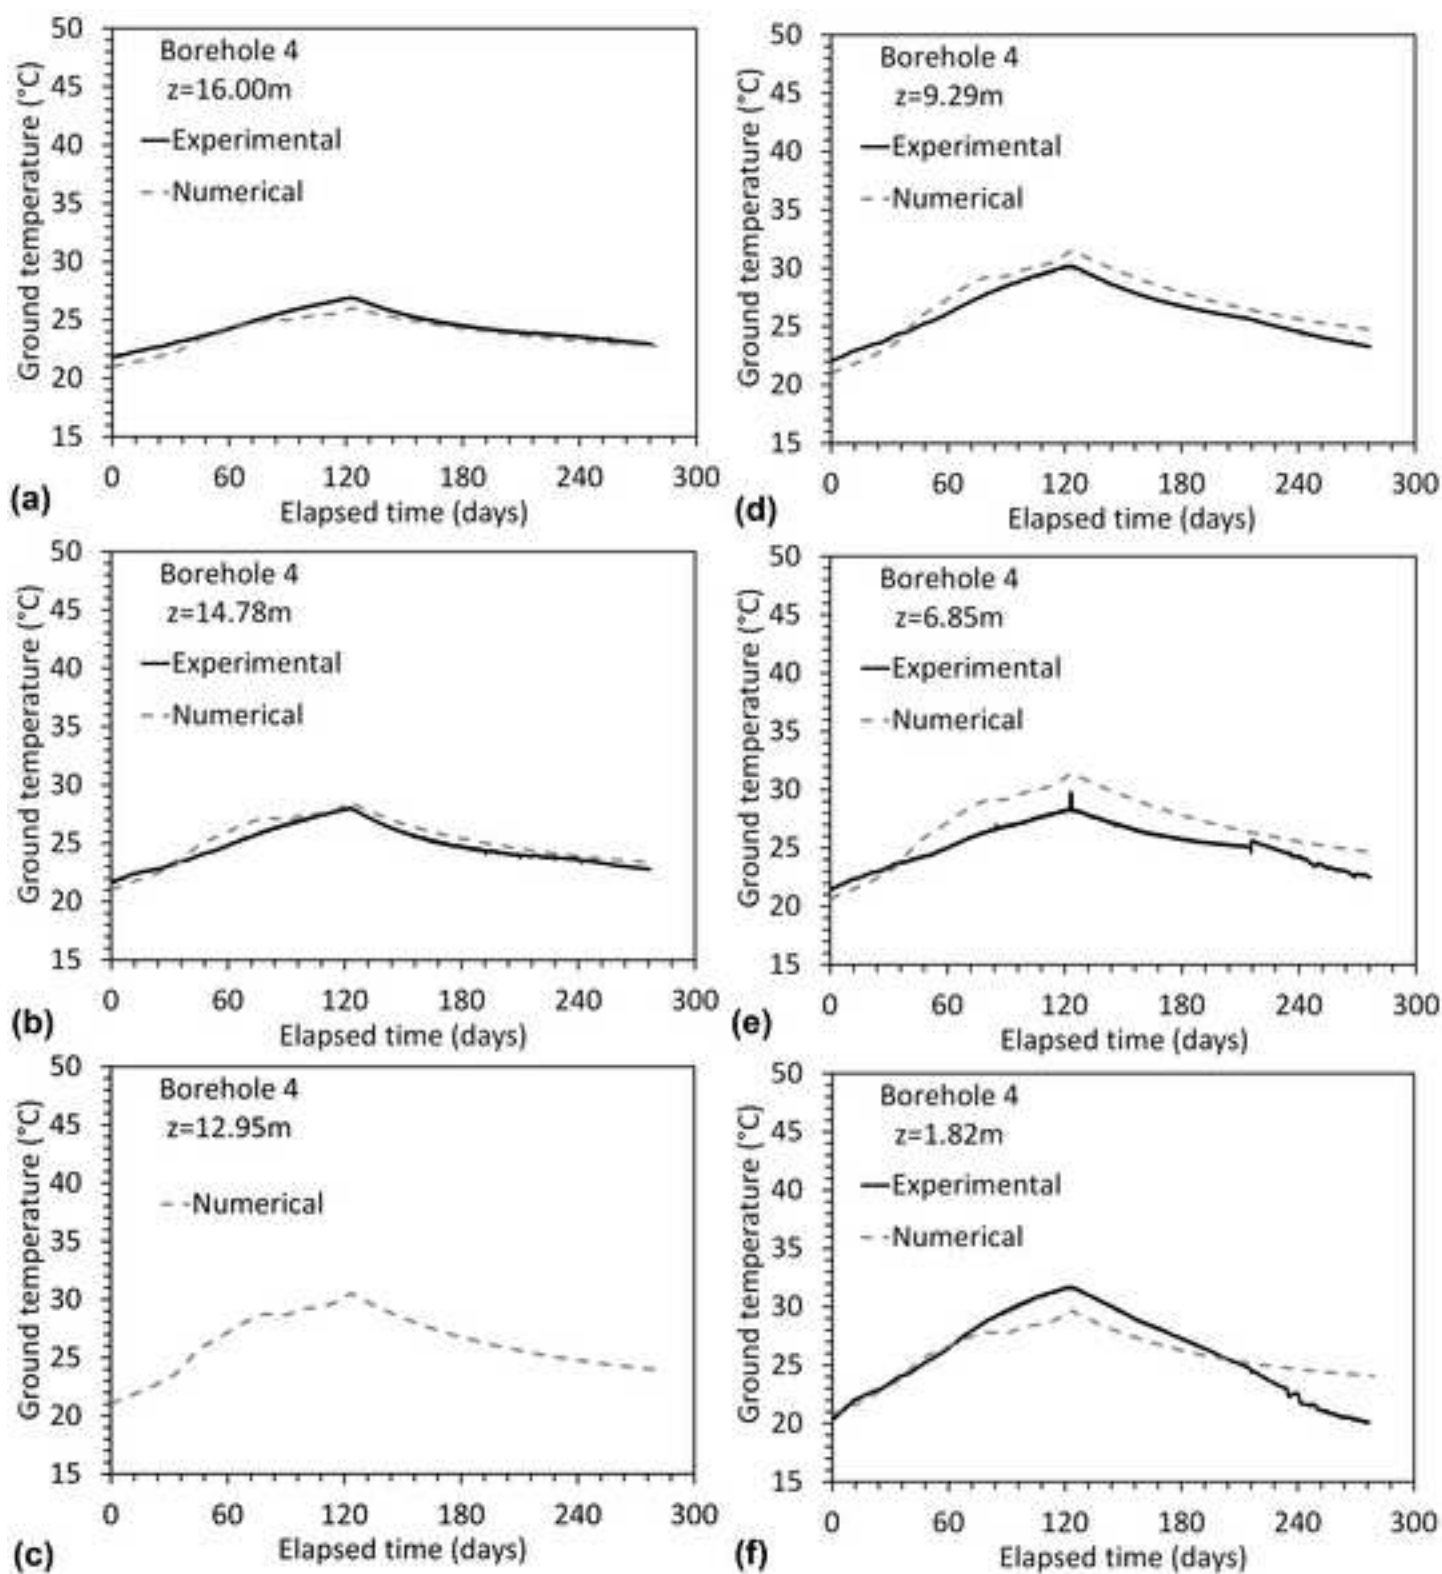 Borehole 4
z=16.00m
Experimental
Numerical
Ground temperature (°C)
50
45
40
35
30
25
20
15
0 60 120 180 240 300
Elapsed time (days)
(a)
Borehole 4
z=14.78m
Experimental
Numerical
Ground temperature (°C)
50
45
40
35
30
25
20
15
0 60 120 180 240 300
Elapsed time (days)
(b)
Borehole 4
z=12.95m
Numerical
Ground temperature (°C)
50
45
40
35
30
25
20
15
0 60 120 180 240 300
Elapsed time (days)
(c)
Borehole 4
z=9.29m
Experimental
Numerical
Ground temperature (°C)
50
45
40
35
30
25
20
15
0 60 120 180 240 300
Elapsed time (days)
(d)
Borehole 4
z=6.85m
Experimental
Numerical
Ground temperature (°C)
50
45
40
35
30
25
20
15
0 60 120 180 240 300
Elapsed time (days)
(e)
Borehole 4
z=1.82m
Experimental
Numerical
Ground temperature (°C)
50
45
40
35
30
25
20
15
0 60 120 180 240 300
Elapsed time (days)
(f)